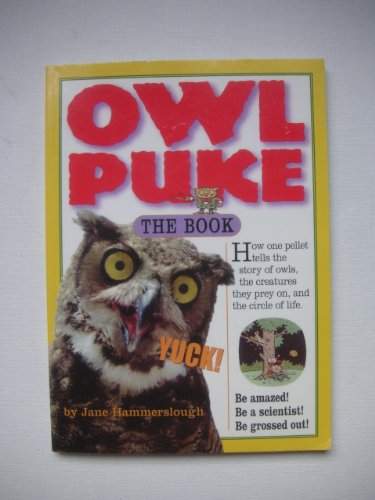 OWL
PUKE
THE BOOK
How one pellet
tells the
story of owls,
the creatures
they prey on, and
the circle of life.
YUCK!
Be amazed!
Be a scientist!
Be grossed out!
by Jane Hammerslough